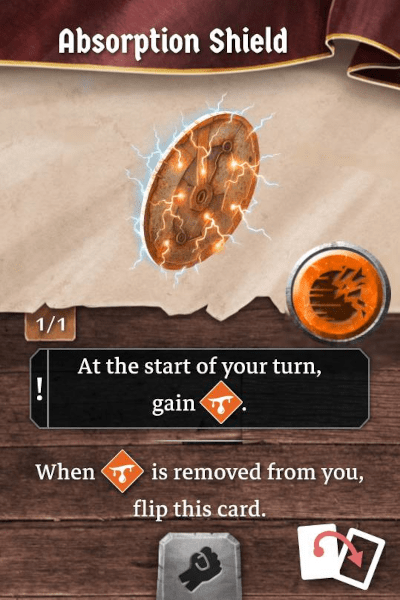 Absorption Shield
1/1
! At the start of your turn,
gain .
When is removed from you,
flip this card.